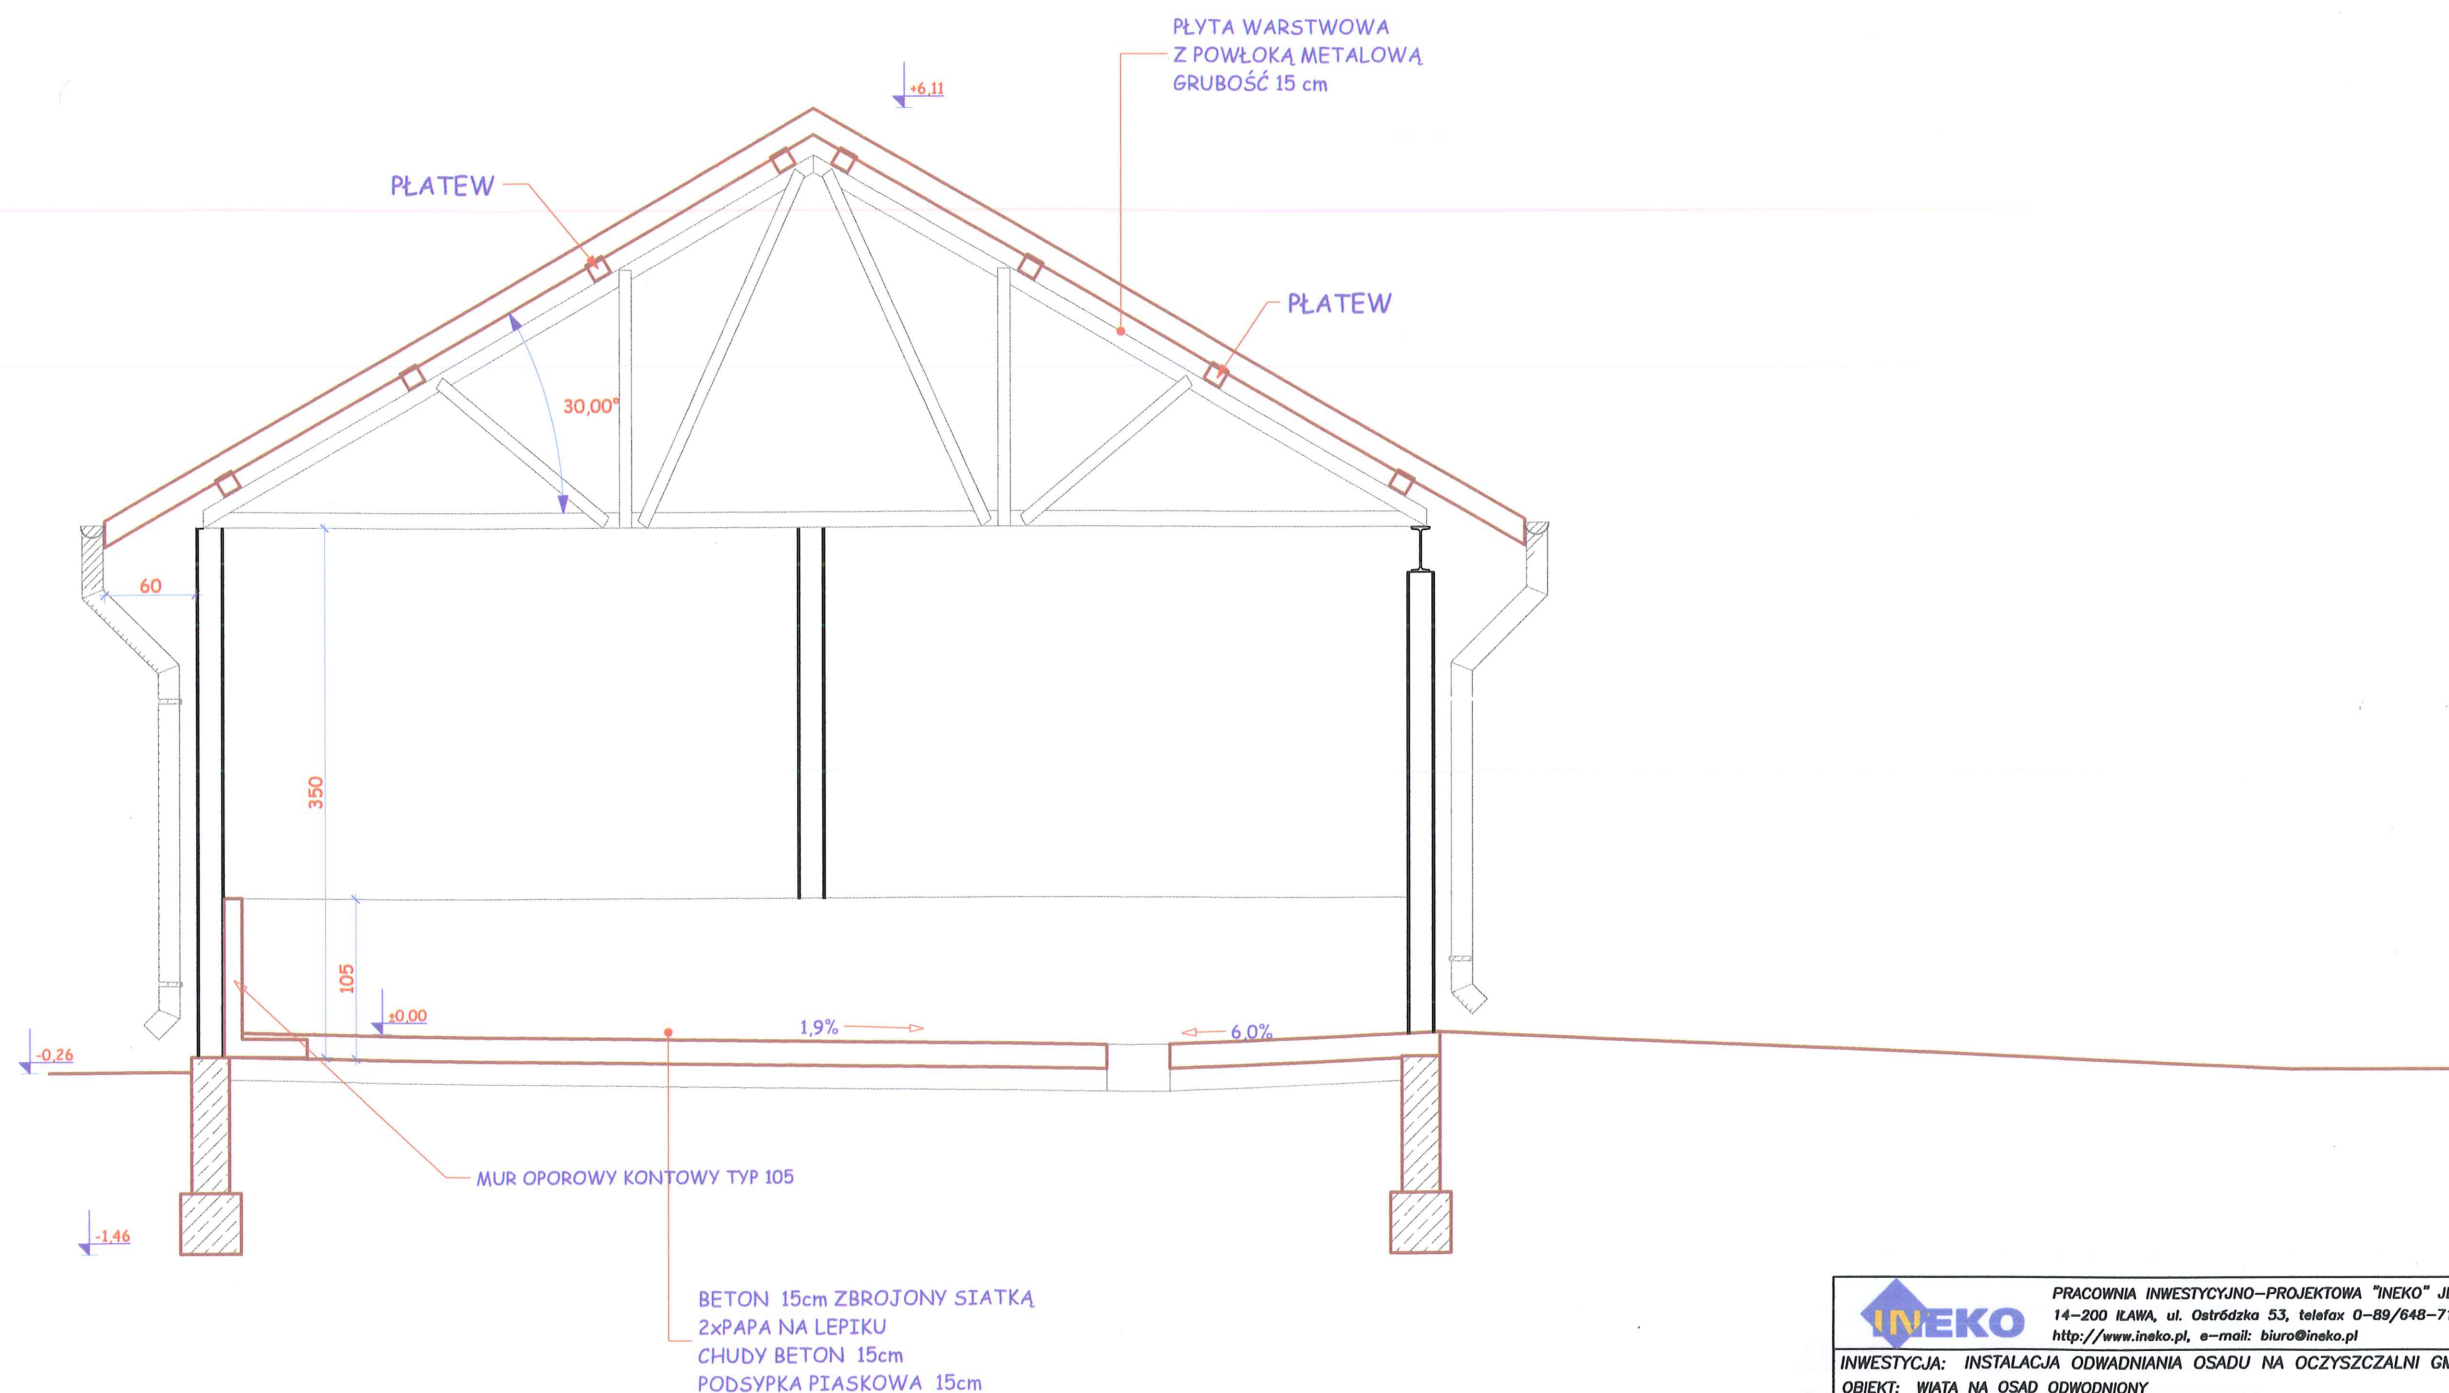 PŁYTA WARSTWOWA
Z POWŁOKĄ METALOWĄ
GRUBOŚĆ 15 cm
+6,11
PŁATEW
PŁATEW
30,00°
60
350
105
±0,00
1,9%
6,0%
-0,26
MUR OPOROWY KONTOWY TYP 105
-1,46
BETON 15cm ZBROJONY SIATKĄ
2xPAPA NA LEPIKU
CHUDY BETON 15cm
PODSYPKA PIASKOWA 15cm
INEKO
PRACOWNIA INWESTYCYJNO-PROJEKTOWA "INEKO"
14-200 IŁAWA, ul. Ostródzka 53, telefax 0-89/648-71
http://www.ineko.pl, e-mail: biuro@ineko.pl
INWESTYCJA: INSTALACJA ODWADNIANIA OSADU NA OCZYSZCZALNI
OBIEKT: WIATA NA OSAD ODWODNIONY